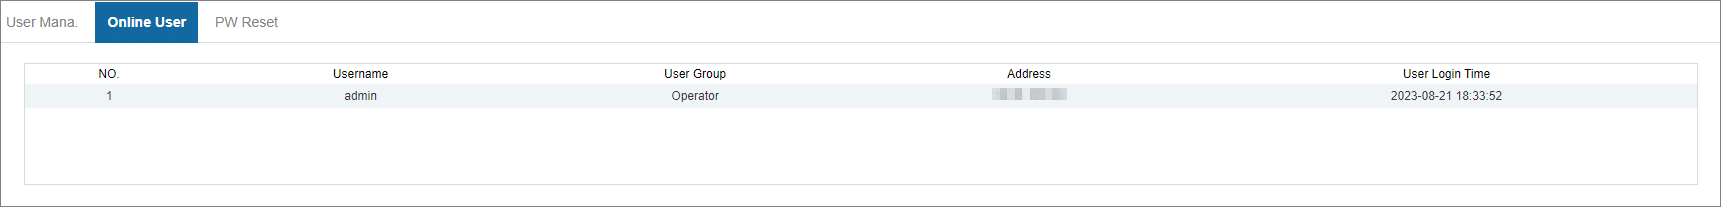 User Mana. Online User PW Reset
NO. Username User Group Address User Login Time
1 admin Operator 2023-08-21 18:33:52